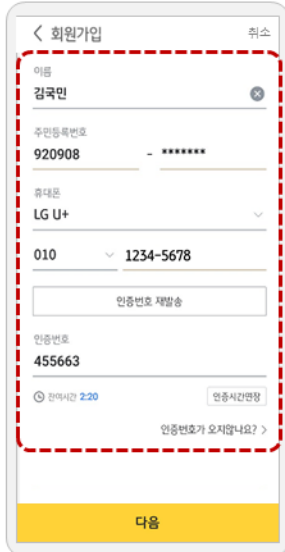 회원가입 취소
이름
김국민
주민등록번호
920908 - *******
휴대폰
LG U+
010 1234-5678
인증번호 재발송
인증번호
455663
잔여시간 2:20 인증시간연장
인증번호가 오지않나요? >
다음